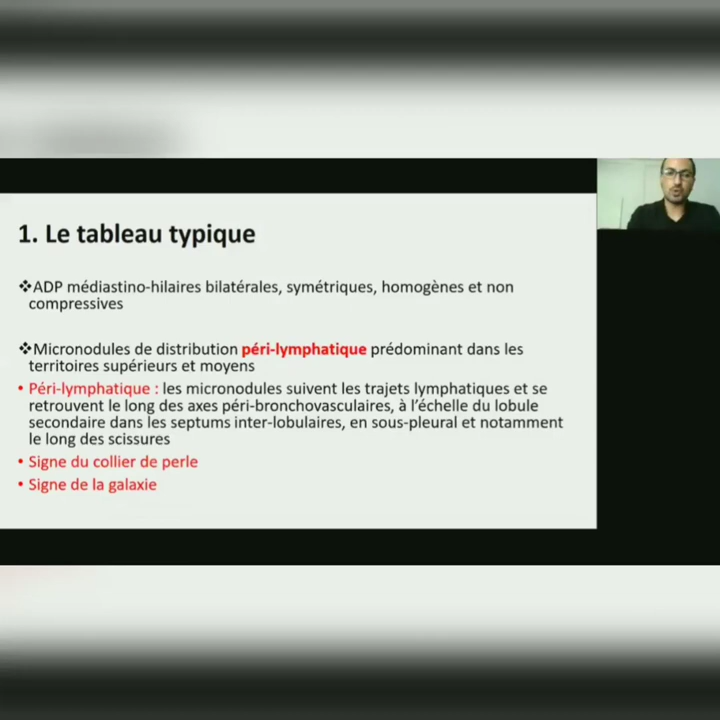 1. Le tableau typique
❖ADP médiastino-hilaires bilatérales, symétriques, homogènes et non
compressives
❖Micronodules de distribution péri-lymphatique prédominant dans les
territoires supérieurs et moyens
• Péri-lymphatique : les micronodules suivent les trajets lymphatiques et se
retrouvent le long des axes péri-bronchovasculaires, à l'échelle du lobule
secondaire dans les septums inter-lobulaires, en sous-pleural et notamment
le long des scissures
• Signe du collier de perle
• Signe de la galaxie